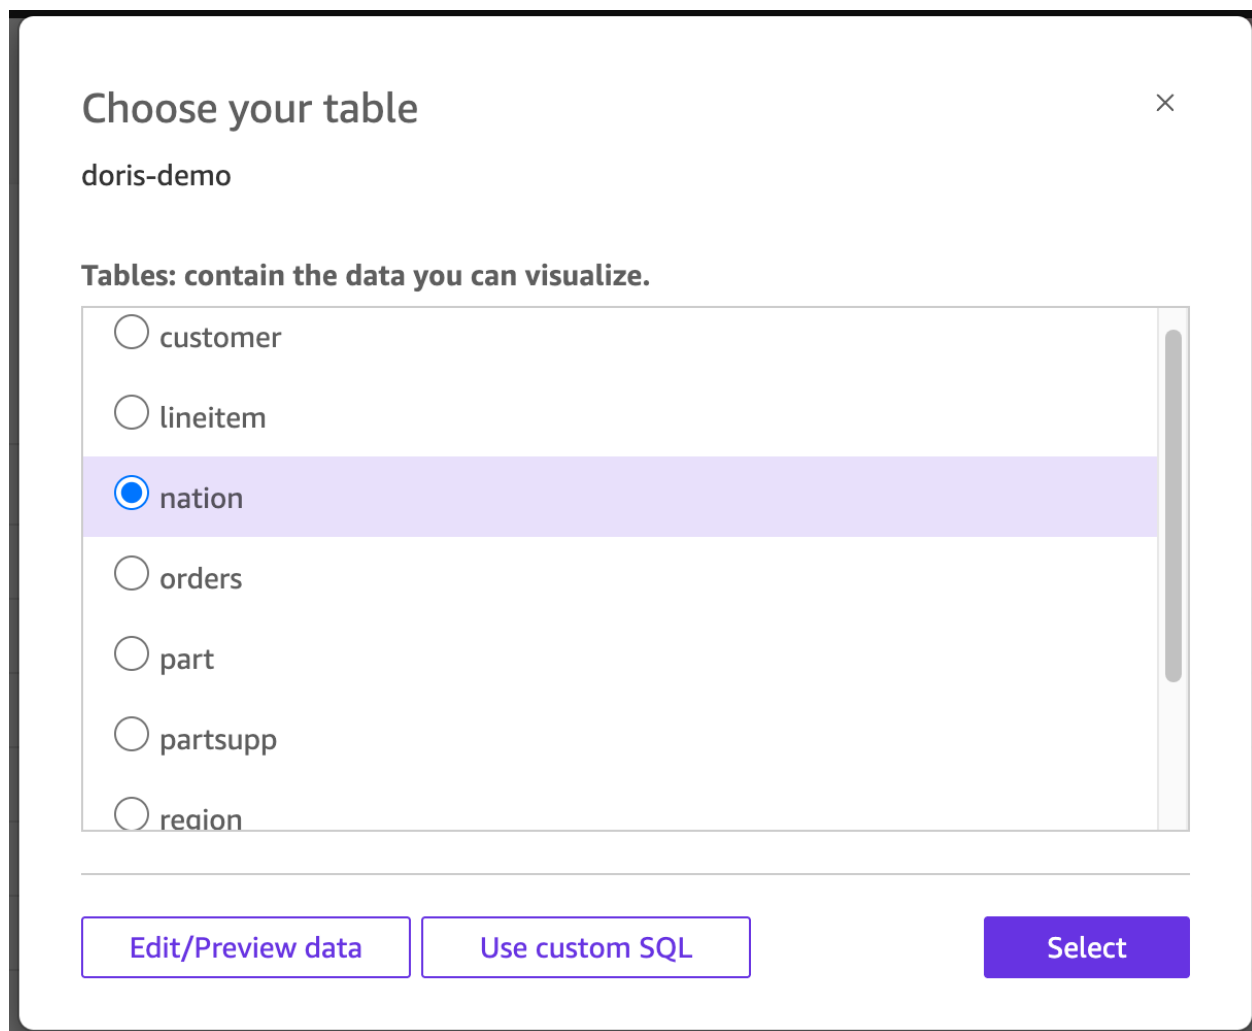 Choose your table
doris-demo
Tables: contain the data you can visualize.
customer
lineitem
nation
orders
part
partsupp
region
Edit/Preview data
Use custom SQL
Select